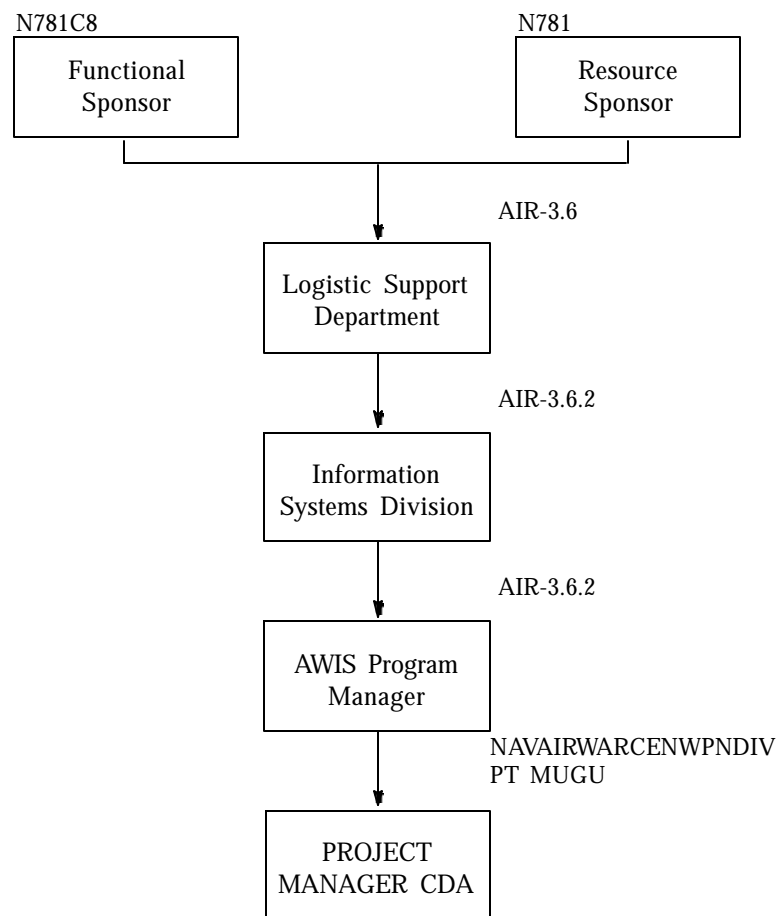 N781C8
N781
Functional
Sponsor
Resource
Sponsor
AIR-3.6
Logistic Support
Department
AIR-3.6.2
Information
Systems Division
AIR-3.6.2
AWIS Program
Manager
NAVAIRWARCENWPNDIV
PT MUGU
PROJECT
MANAGER CDA